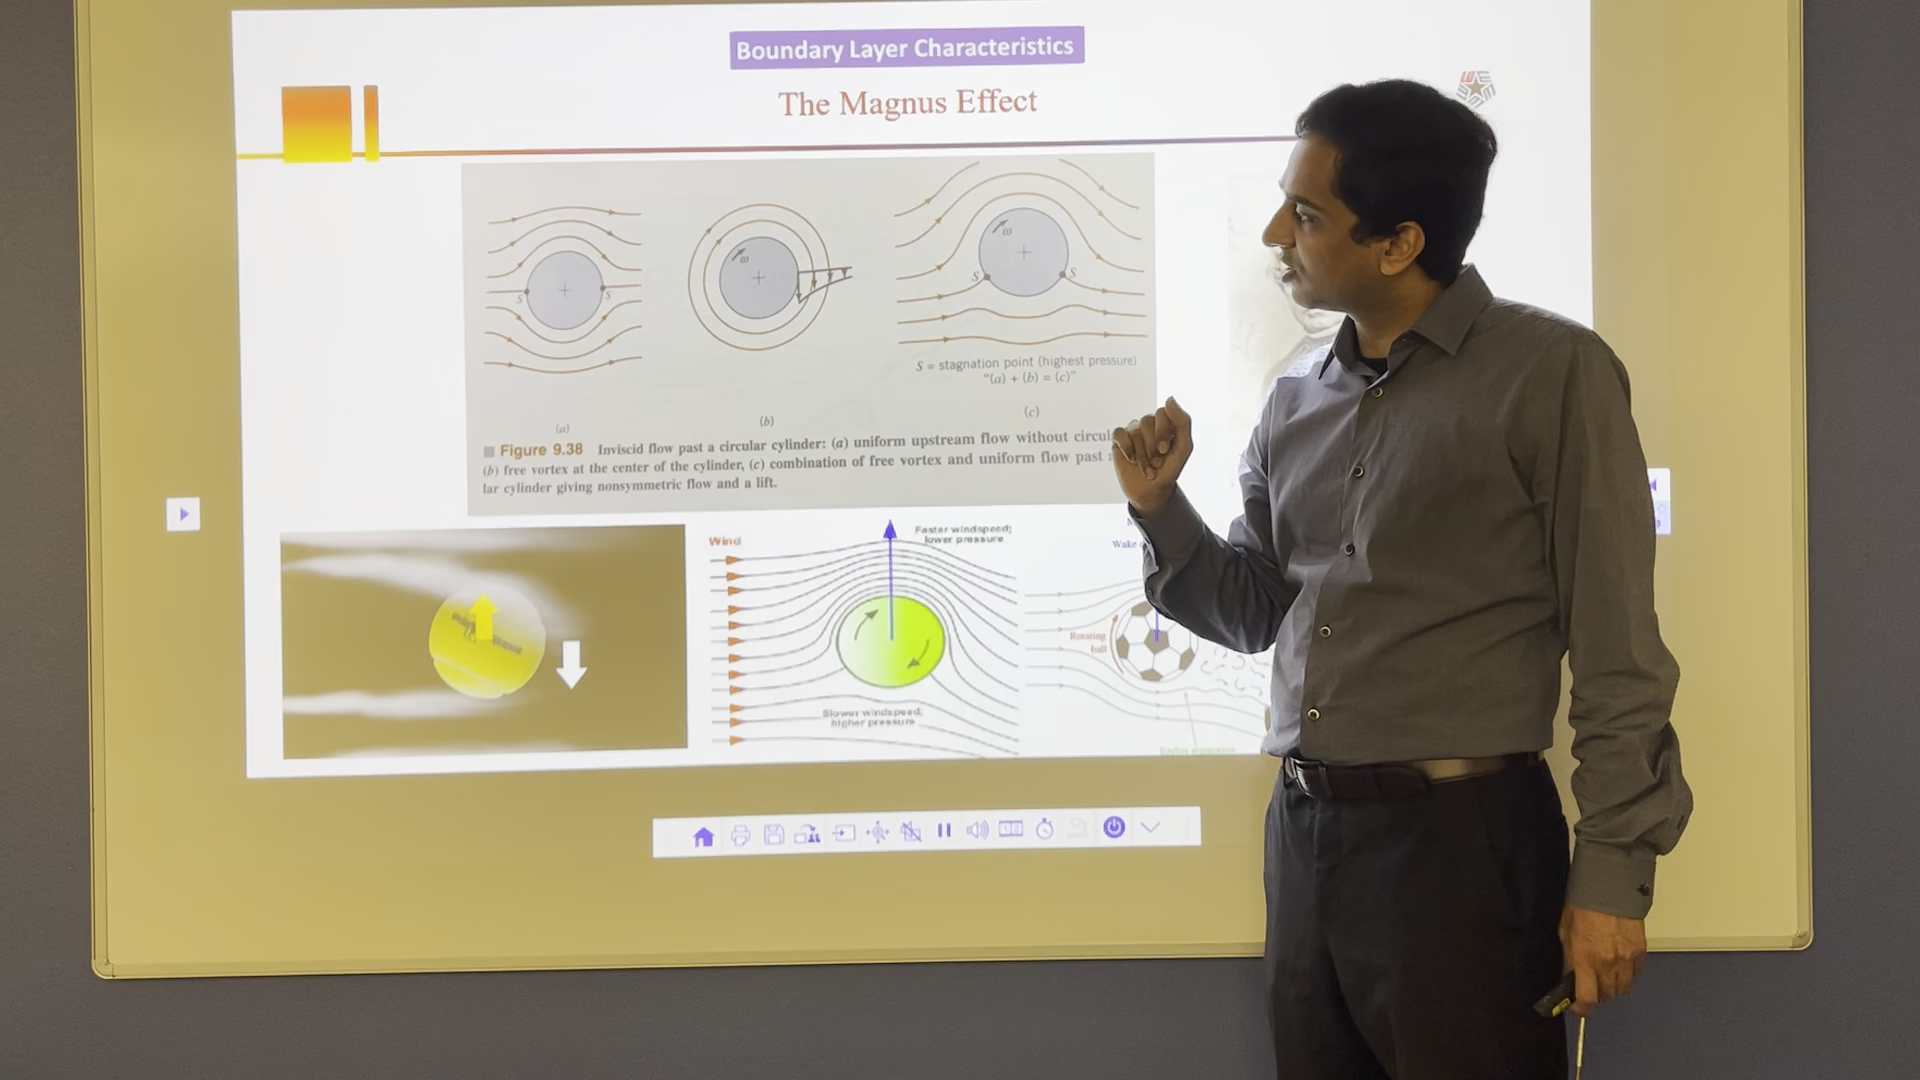 Boundary Layer Characteristics
The Magnus Effect
S
S
ω
ω
S
S
S = stagnation point (highest pressure)
"(a) + (b) = (c)"
(a)
(b)
(c)
Figure 9.38 Inviscid flow past a circular cylinder: (a) uniform upstream flow without
(b) free vortex at the center of the cylinder, (c) combination of free vortex and uniform flow past
lar cylinder giving nonsymmetric flow and a lift.
Wind
Faster windspeed;
lower pressure
Slower windspeed;
higher pressure
Wake
Rotating
ball